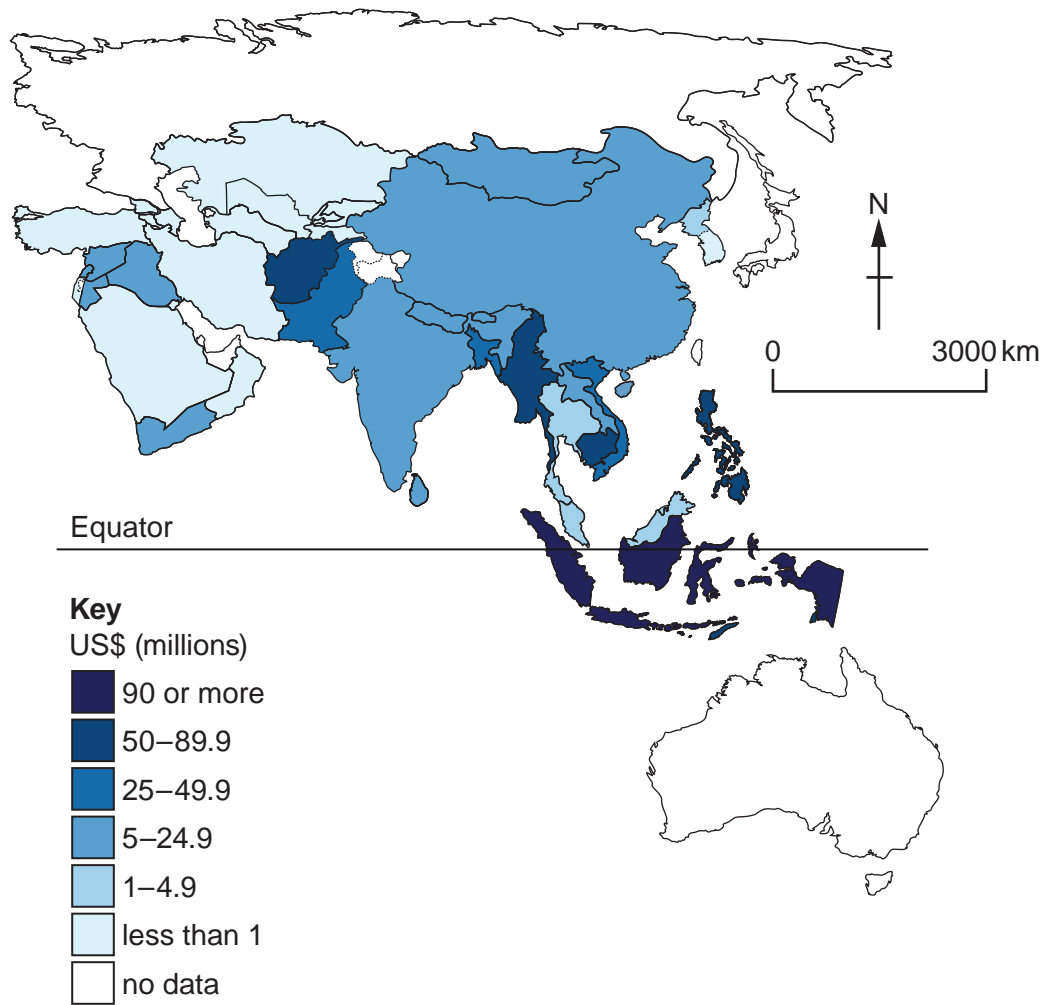 N
0 3000 km
Equator
Key
US$ (millions)
90 or more
50–89.9
25–49.9
5–24.9
1–4.9
less than 1
no data